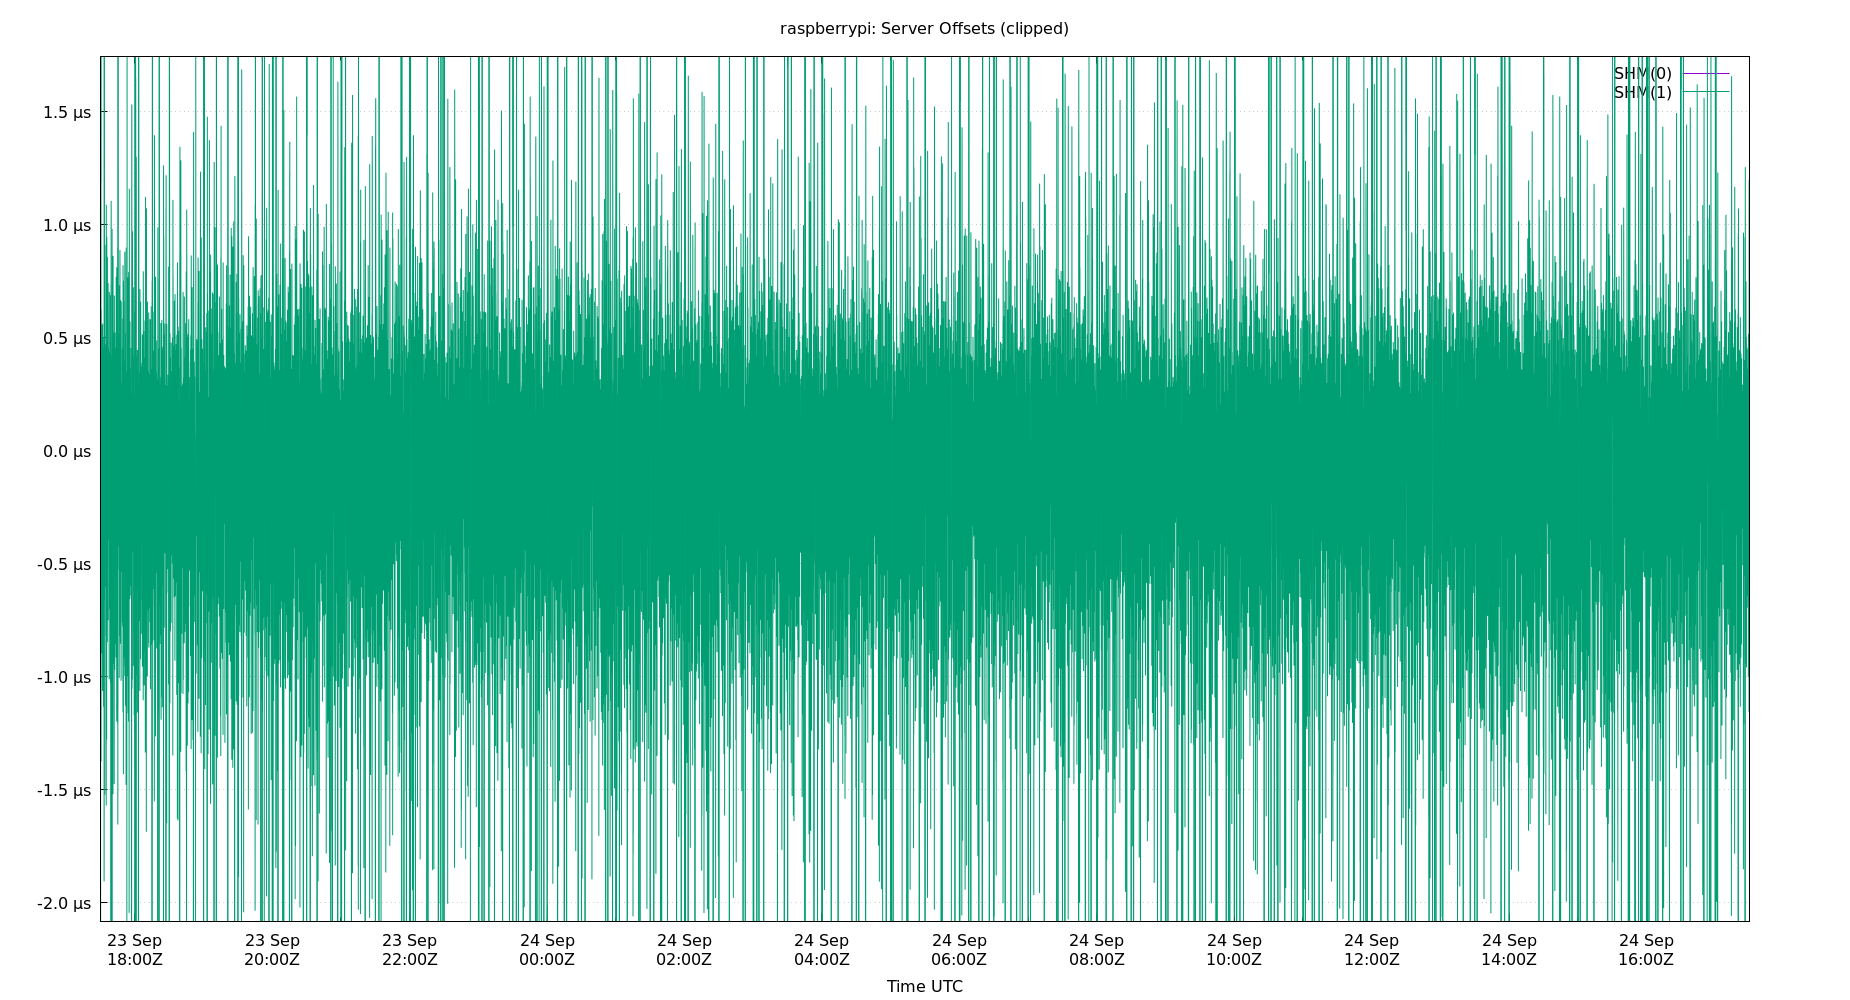 raspberrypi: Server Offsets (clipped)
SHM(0)
SHM(1)
1.5 µs
1.0 µs
0.5 µs
0.0 µs
-0.5 µs
-1.0 µs
-1.5 µs
-2.0 µs
23 Sep 23 Sep 23 Sep 24 Sep 24 Sep 24 Sep 24 Sep 24 Sep 24 Sep 24 Sep 24 Sep 24 Sep
18:00Z 20:00Z 22:00Z 00:00Z 02:00Z 04:00Z 06:00Z 08:00Z 10:00Z 12:00Z 14:00Z 16:00Z
Time UTC